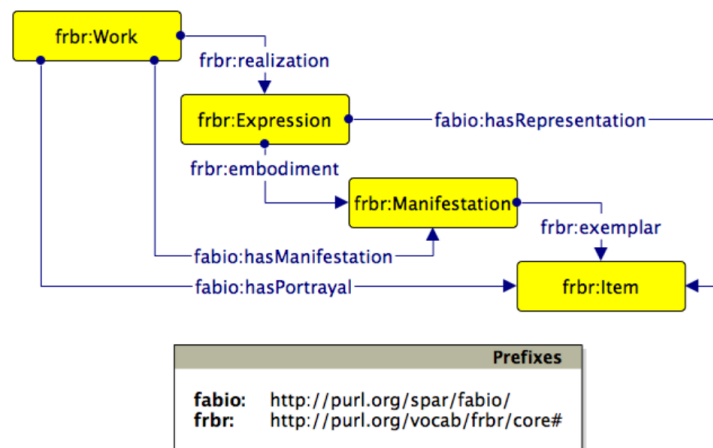 frbr:Work
frbr:realization
frbr:Expression
fabio:hasRepresentation
frbr:embodiment
frbr:Manifestation
frbr:exemplar
fabio:hasManifestation
fabio:hasPortrayal
frbr:Item
Prefixes
fabio: http://purl.org/spar/fabio/
frbr: http://purl.org/vocab/frbr/core#